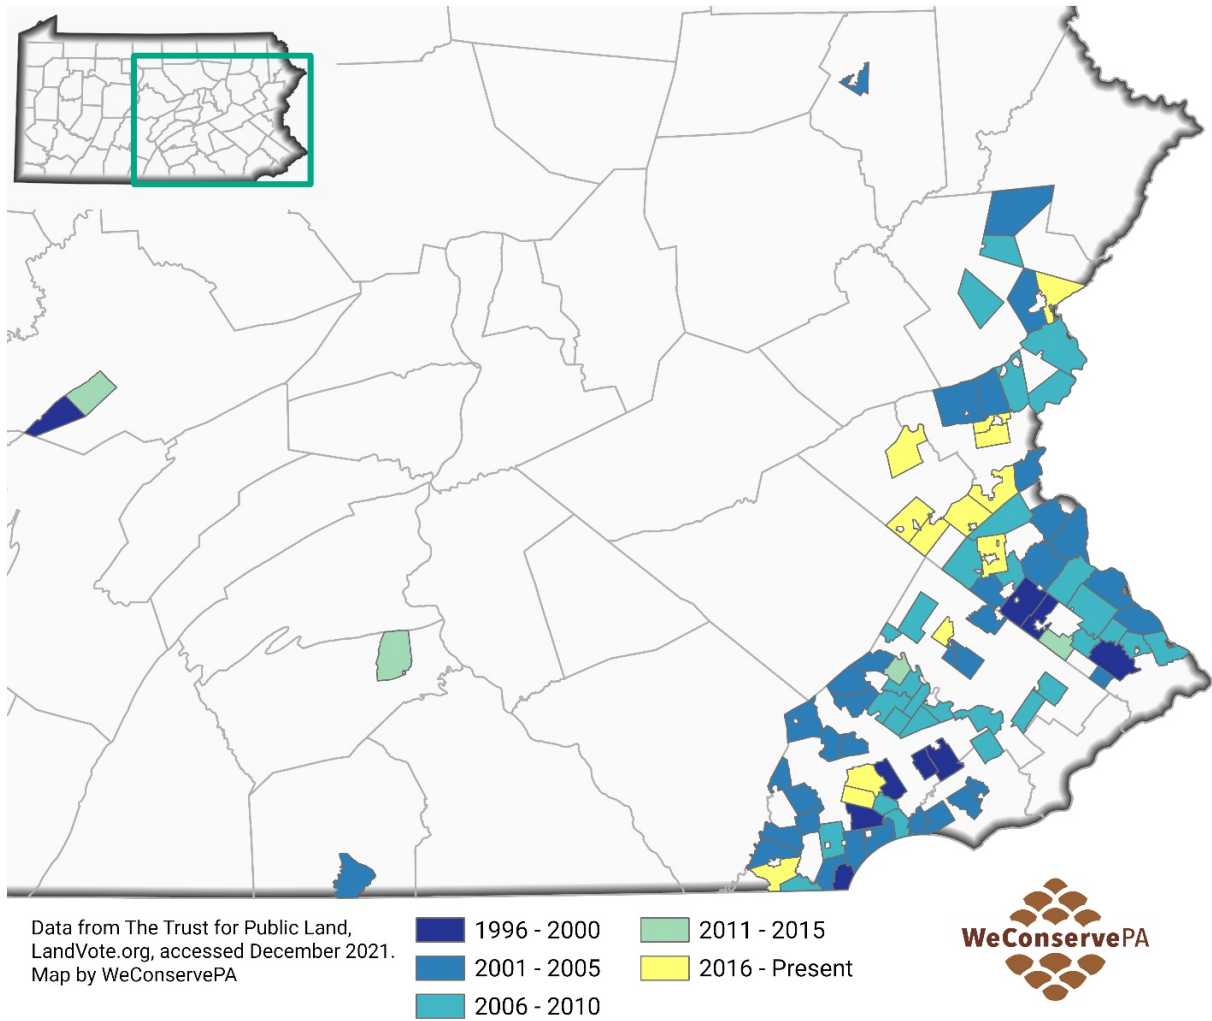 Data from The Trust for Public Land,
LandVote.org, accessed December 2021.
Map by WeConservePA
1996 - 2000
2001 - 2005
2006 - 2010
2011 - 2015
2016 - Present
WeConservePA